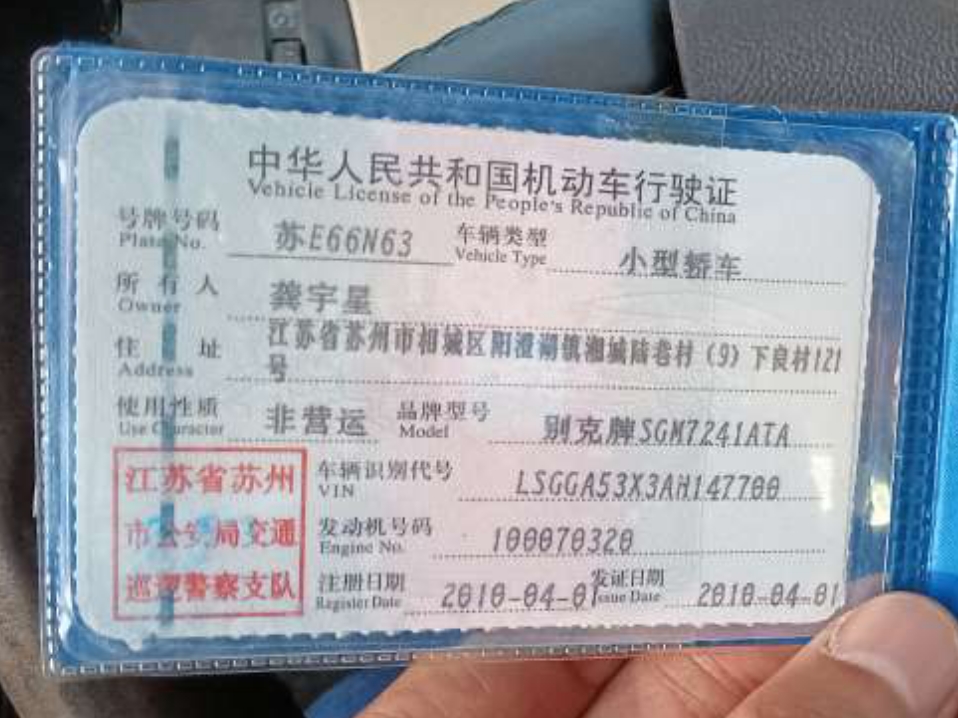 中华人民共和国机动车行驶证
Vehicle License of the People's Republic of China
号牌号码 苏E66N63 车辆类型 小型轿车
Plate No. Vehicle Type
所有人 龚宇星
Owner
住址 江苏省苏州市相城区阳澄湖镇湘城陆巷村（9）下良村121
Address 号
使用性质 非营运 品牌型号 别克牌SGM7241ATA
Use Character Model
江苏省苏州 车辆识别代号 LSGGA53X3AH147700
VIN
市公安局交通 发动机号码 100070320
Engine No.
巡逻警察支队 注册日期 2010-04-01 发证日期 2010-04-01
Register Date Issue Date